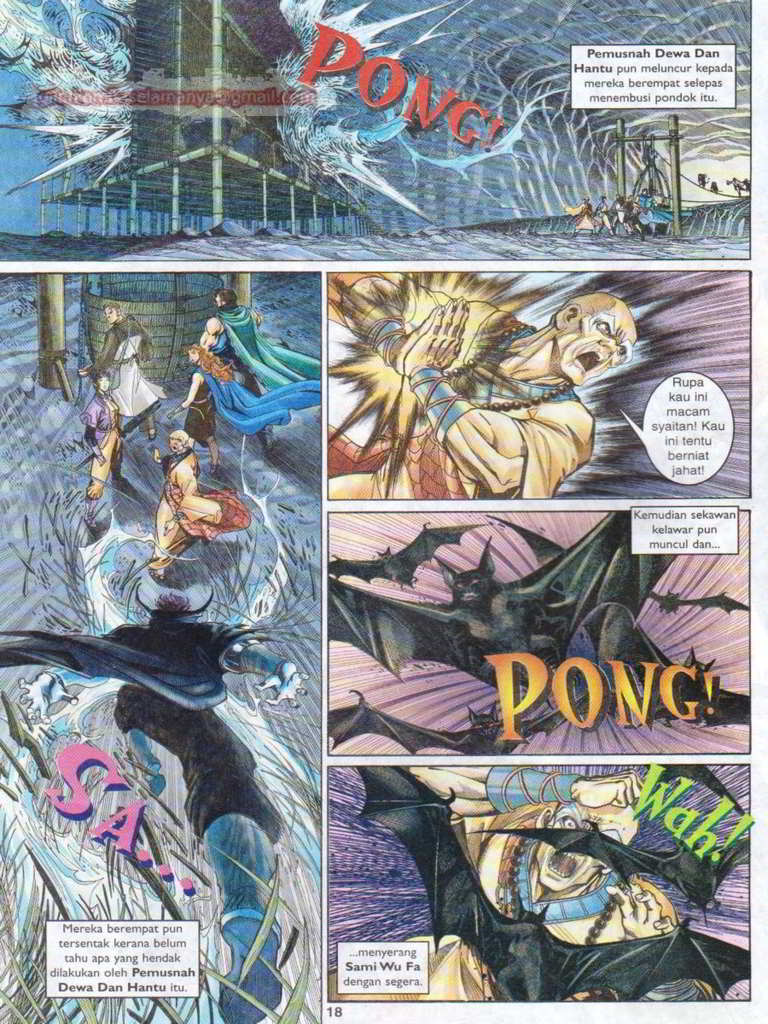 PONG!
Pemusnah Dewa Dan
Hantu pun meluncur kepada
mereka berempat selepas
menembusi pondok itu.
SA...
Mereka berempat pun
tersentak kerana belum
tahu apa yang hendak
dilakukan oleh Pemusnah
Dewa Dan Hantu itu.
Rupa
kau ini
macam
syaitan! Kau
ini tentu
berniat
jahat!
Kemudian sekawan
kelawar pun
muncul dan...
PONG!
Wah!
...menyerang
Sami Wu Fa
dengan segera.
18